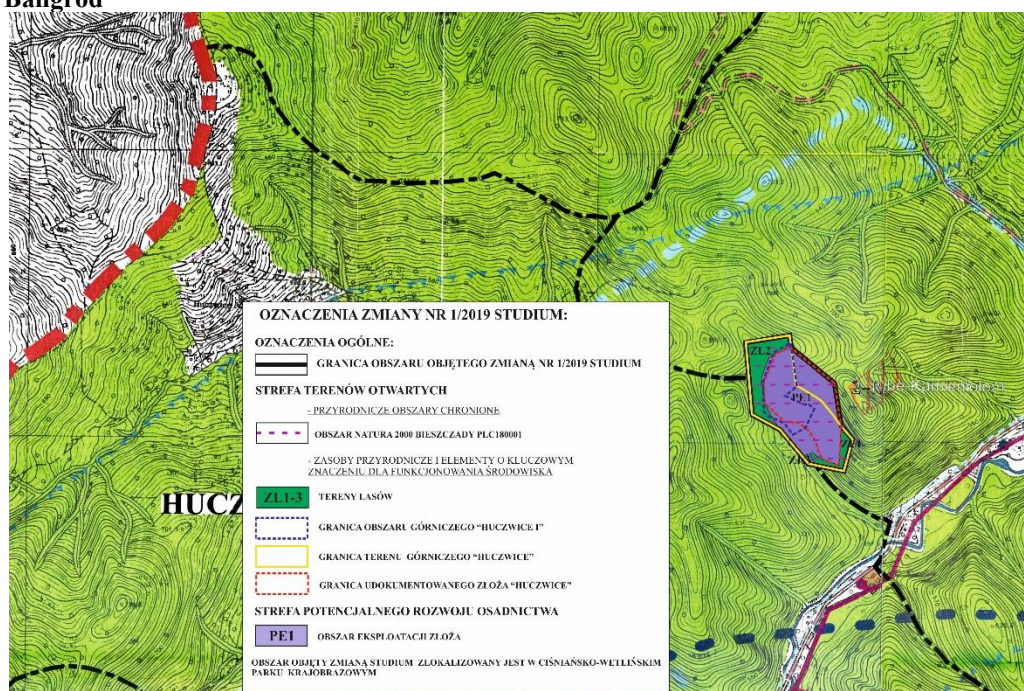 Baligród
OZNACZENIA ZMIANY NR 1/2019 STUDIUM:
OZNACZENIA OGÓLNE:
GRANICA OBSZARU OBJĘTEGO ZMIANĄ NR 1/2019 STUDIUM
STREFA TERENÓW OTWARTYCH
- PRZYRODNICZE OBSZARY CHRONIONE
OBSZAR NATURA 2000 BIESZCZADY PLC180001
- ZASOBY PRZYRODNICZE I ELEMENTY O KLUCZOWYM
ZNACZENIU DLA FUNKCJONOWANIA ŚRODOWISKA
ZL1-3 TERENY LASÓW
GRANICA OBSZARU GÓRNICZEGO "HUCZWICE I"
GRANICA TERENU GÓRNICZEGO "HUCZWICE"
GRANICA UDOKUMENTOWANEGO ZŁOŻA "HUCZWICE"
STREFA POTENCJALNEGO ROZWOJU OSADNICTWA
PE1 OBSZAR EKSPLOATACJI ZŁOŻA
OBSZAR OBJĘTY ZMIANĄ STUDIUM ZLOKALIZOWANY JEST W CIŚNIAŃSKO-WETLIŃSKIM
PARKU KRAJOBRAZOWYM
HUCZ
ZL2
PE1